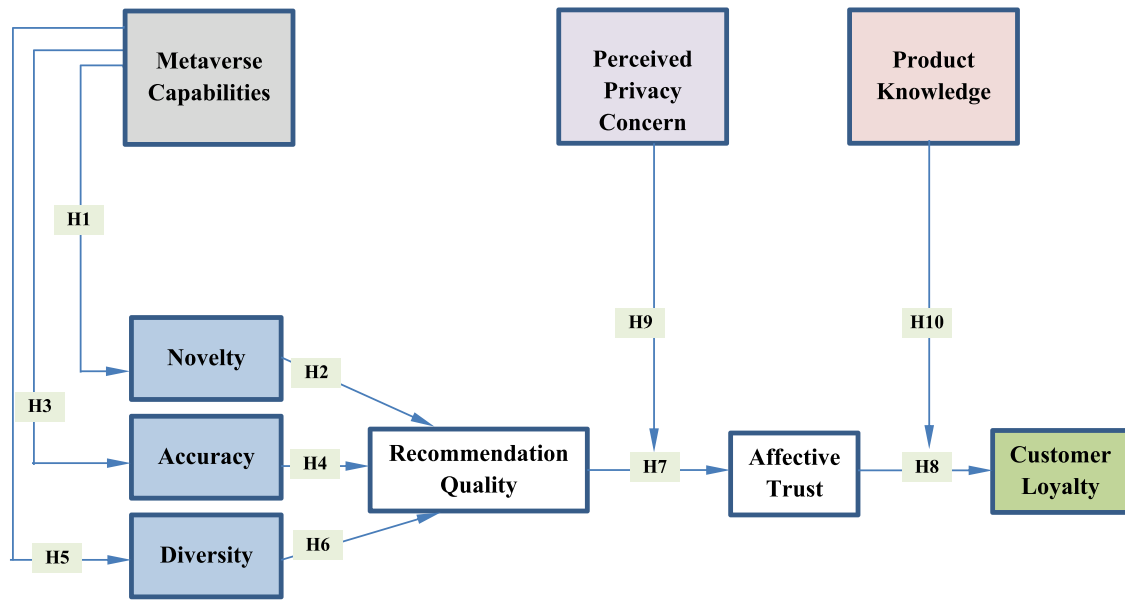 Metaverse
Capabilities
Perceived
Privacy
Concern
Product
Knowledge
H1
H9
H10
Novelty
H2
H3
Accuracy
H4
Recommendation
Quality
H7
Affective
Trust
H8
Customer
Loyalty
H5
Diversity
H6